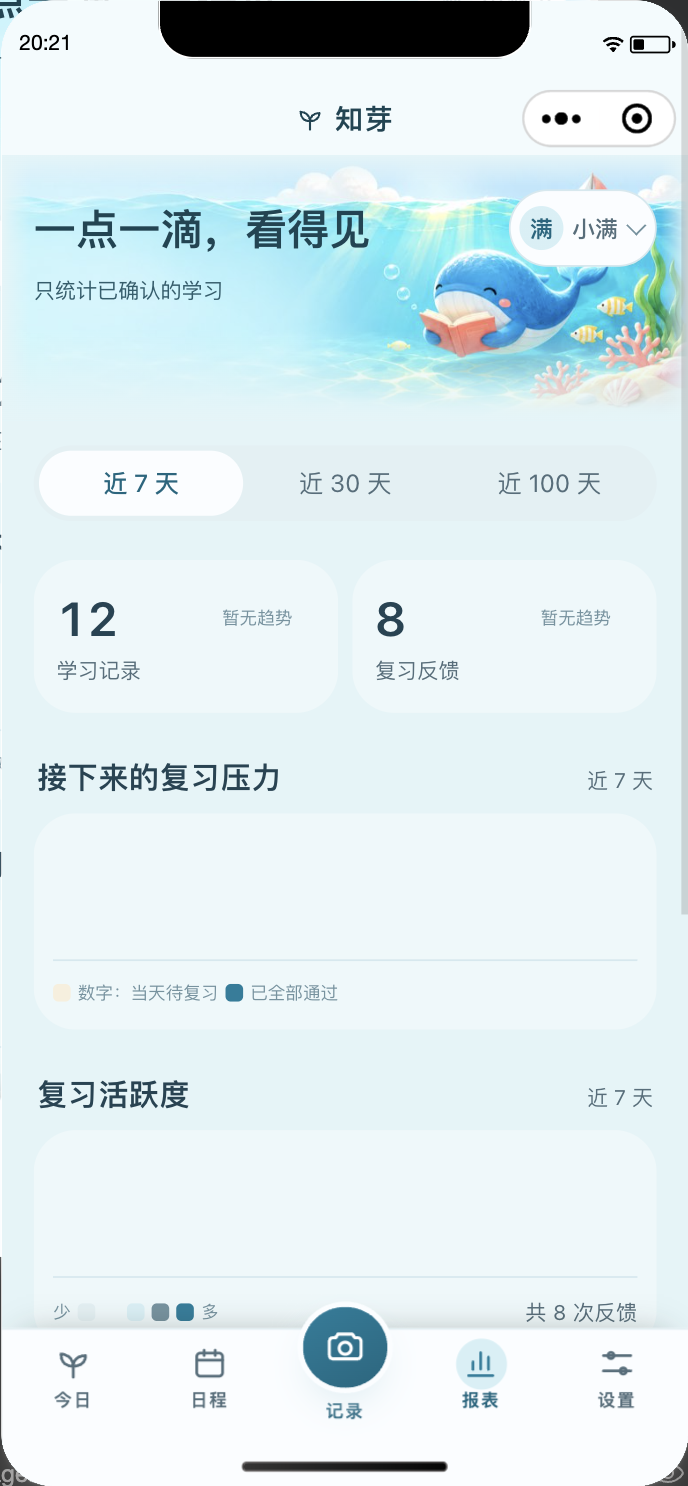 20:21
知芽
一点一滴，看得见
满 小满
只统计已确认的学习
近 7 天 近 30 天 近 100 天
12 暂无趋势
学习记录
8 暂无趋势
复习反馈
接下来的复习压力 近 7 天
数字：当天待复习 已全部通过
复习活跃度 近 7 天
少 多 共 8 次反馈
今日 日程 记录 报表 设置